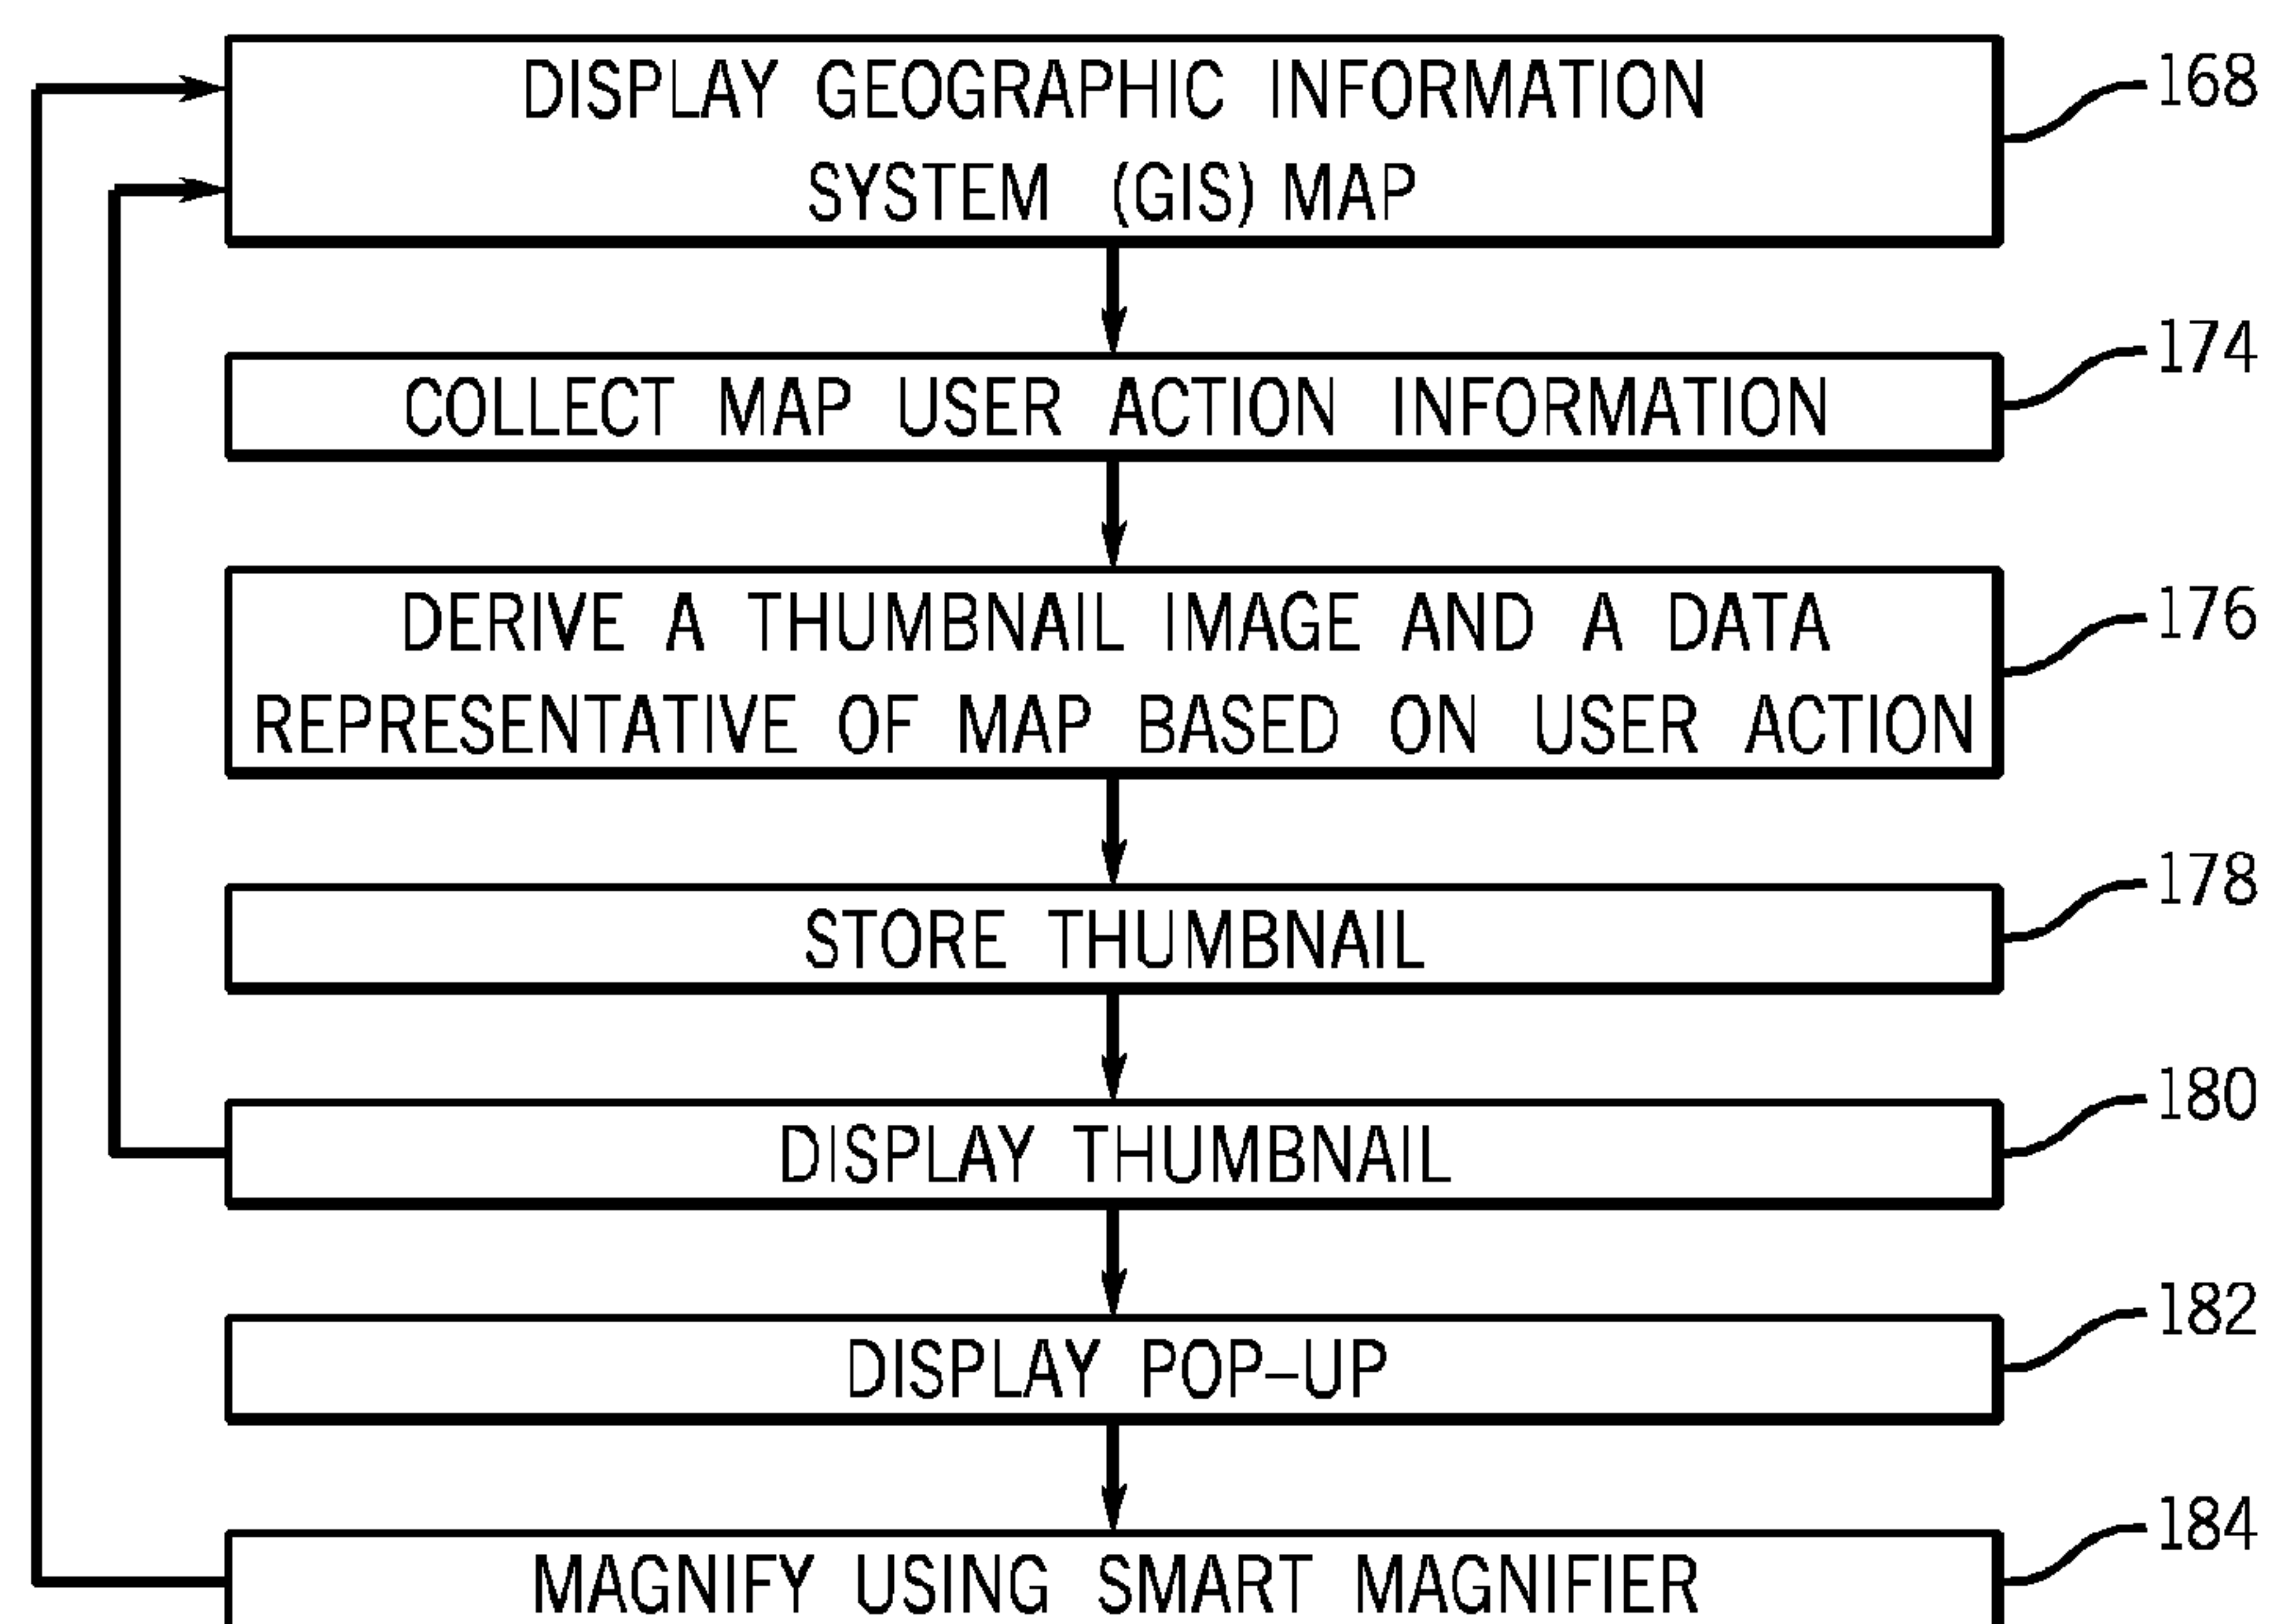 DISPLAY GEOGRAPHIC INFORMATION
SYSTEM (GIS) MAP
168
COLLECT MAP USER ACTION INFORMATION
174
DERIVE A THUMBNAIL IMAGE AND A DATA
REPRESENTATIVE OF MAP BASED ON USER ACTION
176
STORE THUMBNAIL
178
DISPLAY THUMBNAIL
180
DISPLAY POP-UP
182
MAGNIFY USING SMART MAGNIFIER
184